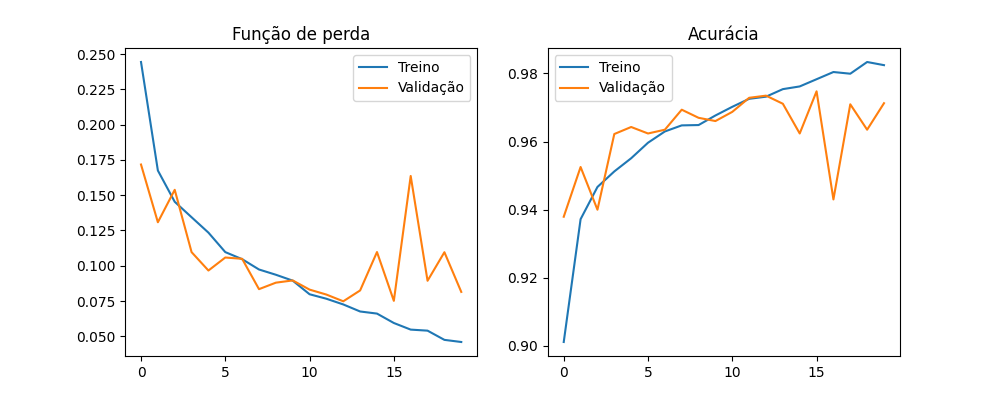 Função de perda
0.250
0.225
0.200
0.175
0.150
0.125
0.100
0.075
0.050
0 5 10 15
Treino
Validação
Acurácia
0.98
0.96
0.94
0.92
0.90
0 5 10 15
Treino
Validação